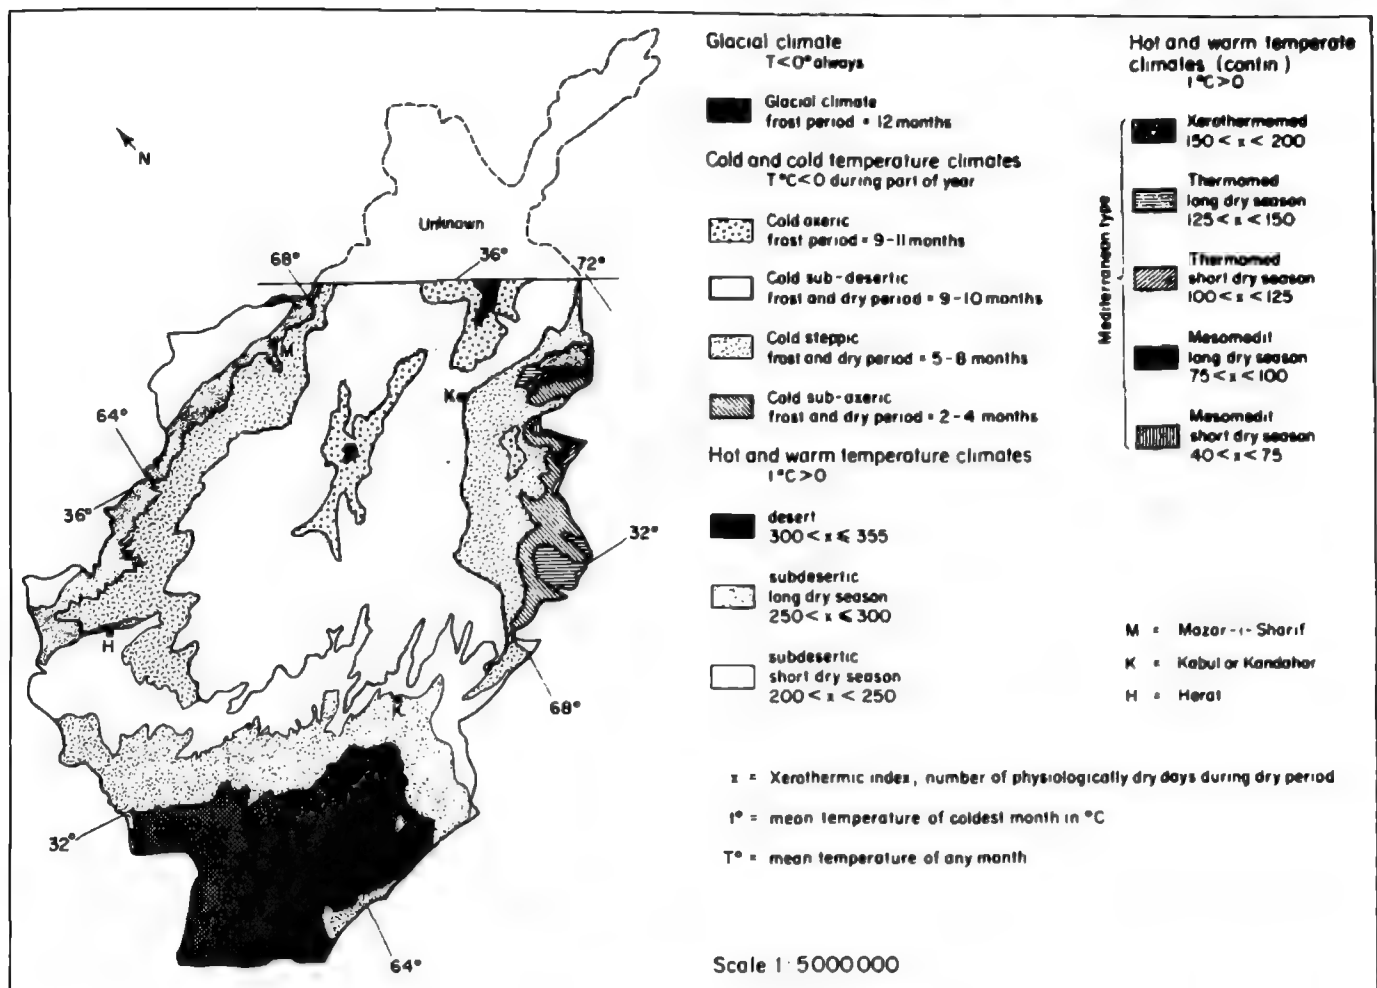 N
Unknown
68°
36°
72°
M
K
64°
36°
32°
H
68°
K
32°
64°
Glacial climate
T<0° always
Glacial climate
frost period = 12 months
Cold and cold temperature climates
T°C<0 during part of year
Cold axeric
frost period = 9-11 months
Cold sub-desertic
frost and dry period = 9-10 months
Cold steppic
frost and dry period = 5-8 months
Cold sub-axeric
frost and dry period = 2-4 months
Hot and warm temperature climates
t°C>0
desert
300 < x ⩽ 355
subdesertic
long dry season
250 < x ⩽ 300
subdesertic
short dry season
200 < x < 250
Hot and warm temperate
climates (contin)
t°C>0
Mediterranean type
Xerothermomed
150 < x < 200
Thermomed
long dry season
125 < x < 150
Thermomed
short dry season
100 < x < 125
Mesomedit
long dry season
75 < x < 100
Mesomedit
short dry season
40 < x < 75
M = Mazar-i-Sharif
K = Kabul or Kandahar
H = Herat
x = Xerothermic index, number of physiologically dry days during dry period
t° = mean temperature of coldest month in °C
T° = mean temperature of any month
Scale 1:5000000